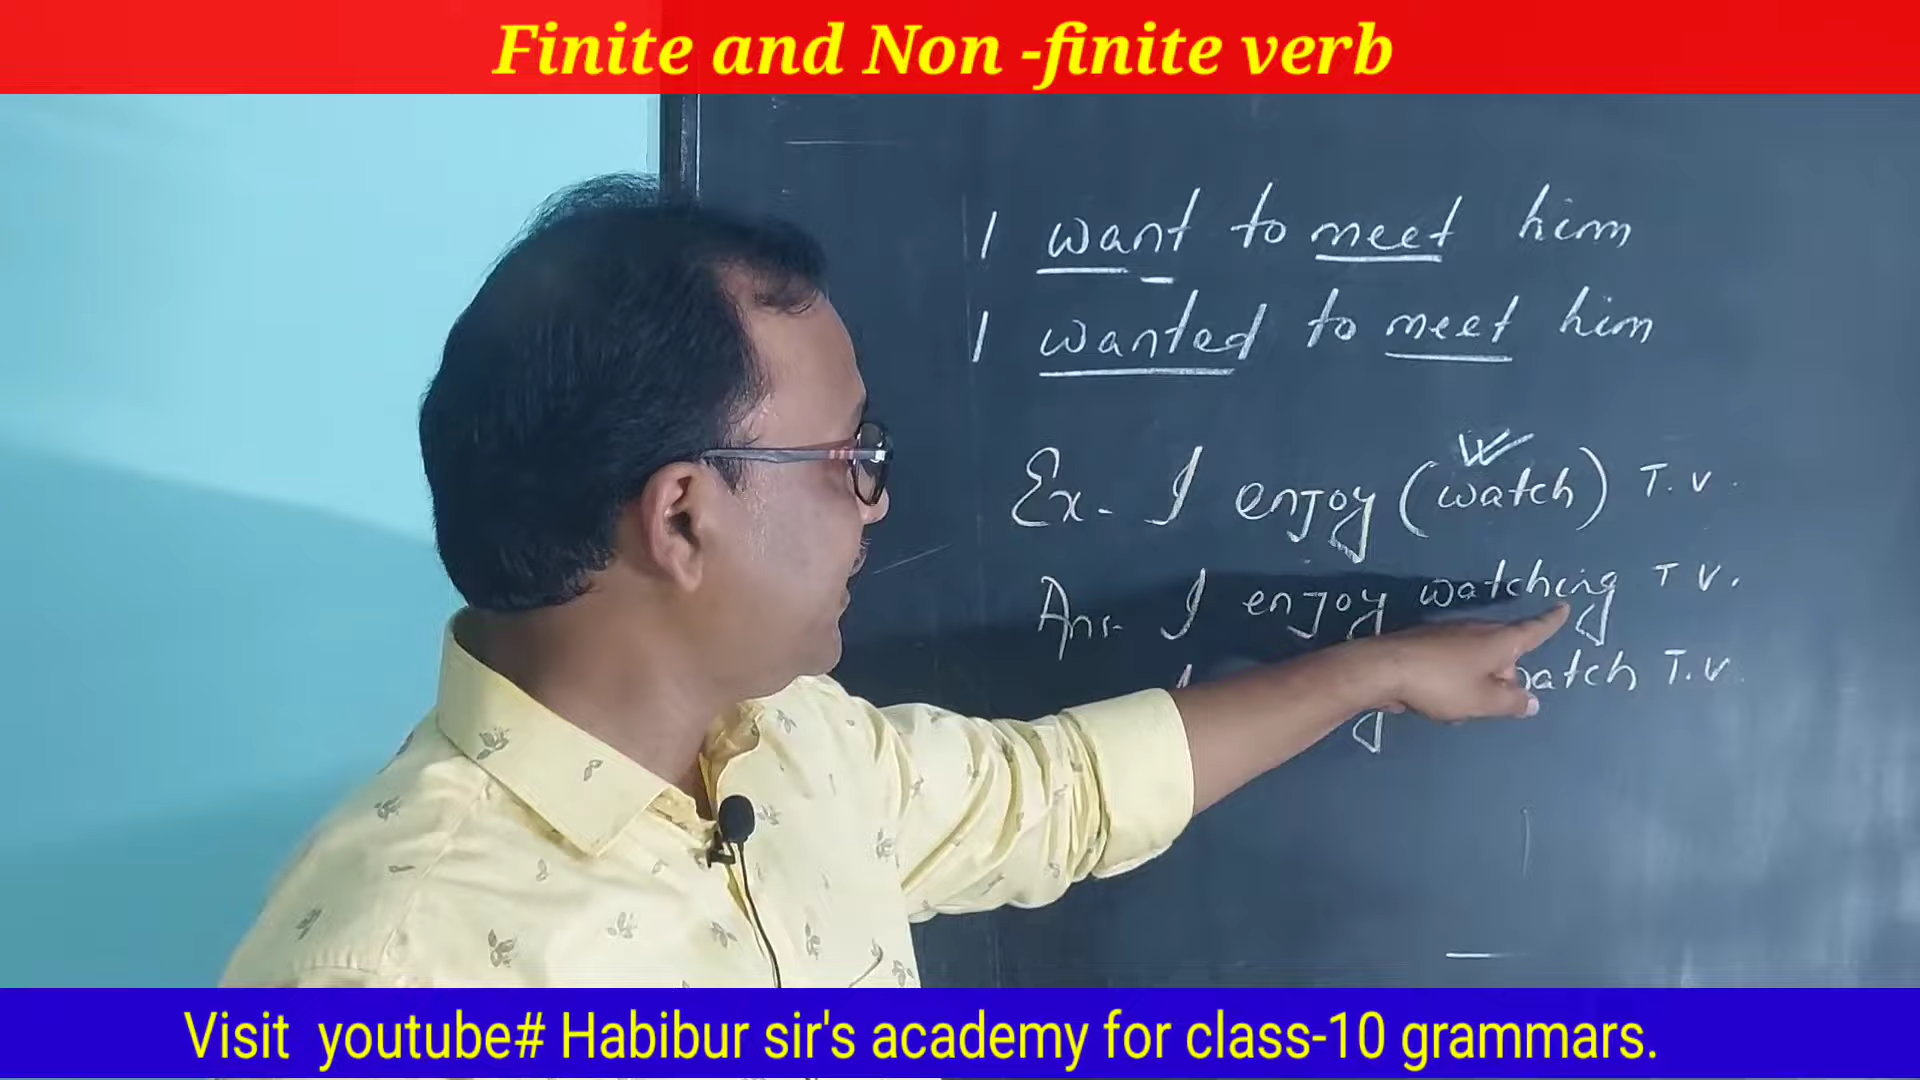 Finite and Non -finite verb
I want to meet him
I wanted to meet him
Ex- I enjoy (watch) T.V.
Ans- I enjoy watching T V.
I watch T.V.
Visit youtube# Habibur sir's academy for class-10 grammars.